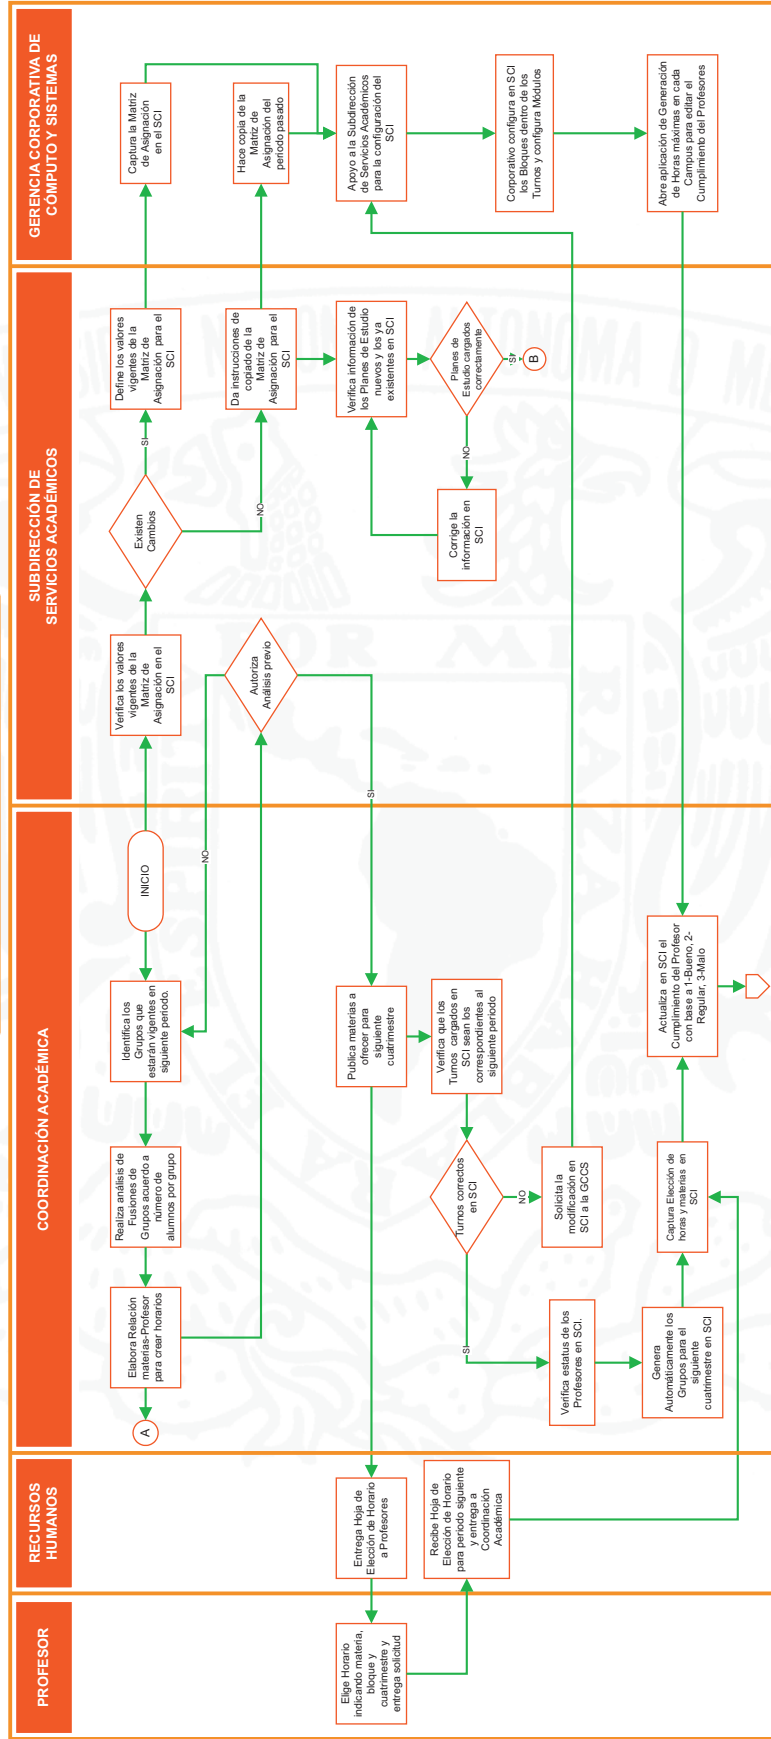 PROFESOR
RECURSOS
HUMANOS
COORDINACIÓN ACADÉMICA
SUBDIRECCIÓN DE
SERVICIOS ACADÉMICOS
GERENCIA CORPORATIVA DE
CÓMPUTO Y SISTEMAS
A
Elabora Relación
materias-Profesor
para crear horarios
Realiza análisis de
Fusiones de
Grupos acuerdo a
número de
alumnos por grupo
Identifica los
Grupos que
estarán vigentes en
siguiente periodo.
INICIO
Verifica los valores
vigentes de la
Matriz de
Asignación en el
SCI
Existen
Cambios
SI
Define los valores
vigentes de la
Matriz de
Asignación para el
SCI
Captura la Matriz
de Asignación
en el SCI
NO
Autoriza
Análisis previo
NO
Da instrucciones de
copiado de la
Matriz de
Asignación para el
SCI
Hace copia de la
Matriz de
Asignación del
periodo pasado
Elige Horario
indicando materia,
bloque y
cuatrimestre y
entrega solicitud
Entrega Hoja de
Elección de Horario
a Profesores
Publica materias a
ofrecer para
siguiente
cuatrimestre
SI
Verifica información de
los Planes de Estudio
nuevos y los ya
existentes en SCI
Apoyo a la Subdirección
de Servicios Académicos
para la configuración del
SCI
Recibe Hoja de
Elección de Horario
para periodo siguiente
y entrega a
Coordinación
Académica
Turnos correctos
en SCI
Verifica que los
Turnos cargados en
SCI sean los
correspondientes al
siguiente periodo
Corrige la
información en
SCI
NO
Planes de
Estudio cargados
correctamente
SI
B
SI
NO
Solicita la
modificación en
SCI a la GCCS
Corporativo configura en SCI
los Bloques dentro de los
Turnos y configura Módulos
Verifica estatus de los
Profesores en SCI.
Genera
Automáticamente los
Grupos para el
siguiente
cuatrimestre en SCI
Captura Elección de
horas y materias en
SCI
Actualiza en SCI el
Cumplimiento del Profesor
con base a 1-Bueno, 2-
Regular, 3-Malo
Abre aplicación de Generación
de Horas máximas en cada
Campus para editar el
Cumplimiento del Profesores
POR MI RAZA